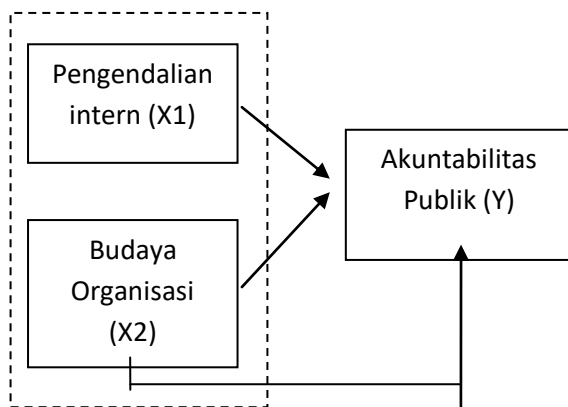 Pengendalian
intern (X1)
Akuntabilitas
Publik (Y)
Budaya
Organisasi
(X2)